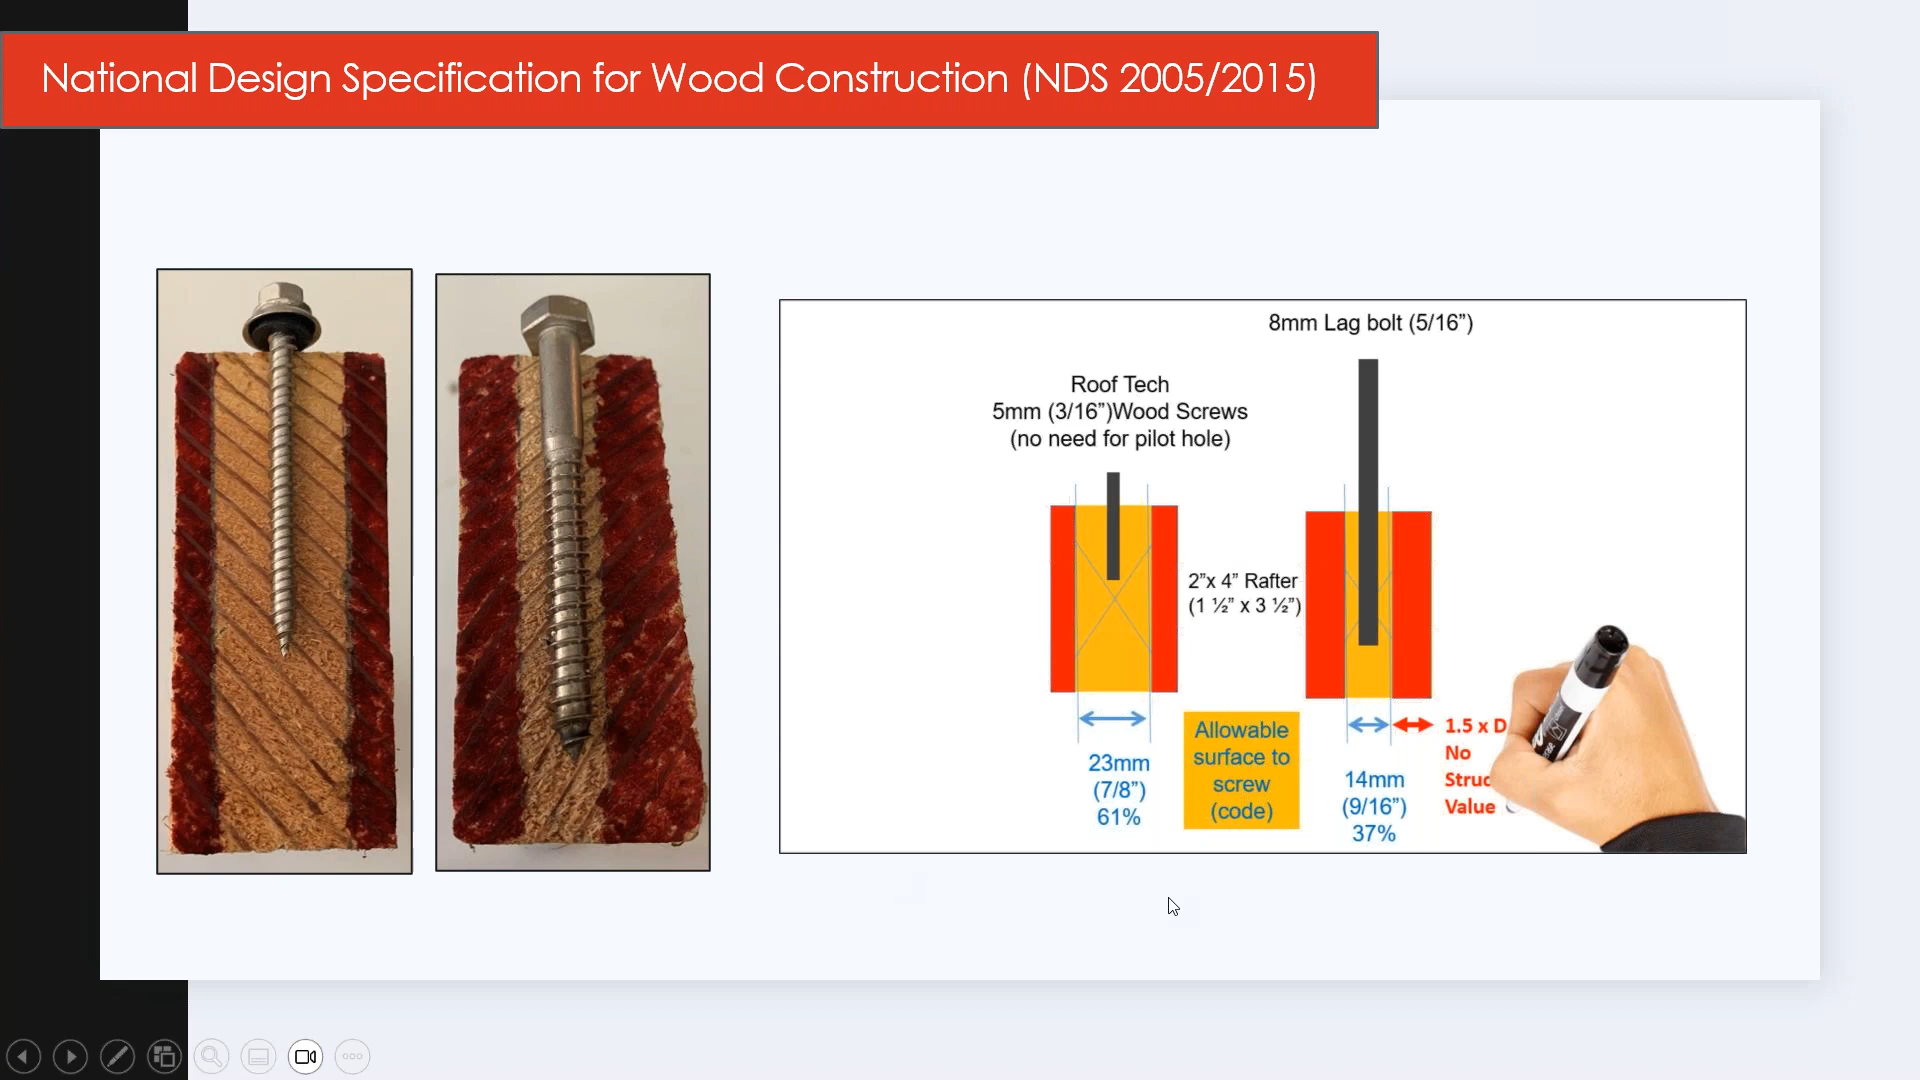 National Design Specification for Wood Construction (NDS 2005/2015)
8mm Lag bolt (5/16”)
Roof Tech
5mm (3/16”)Wood Screws
(no need for pilot hole)
2”x 4” Rafter
(1 ½” x 3 ½”)
23mm
(7/8”)
61%
Allowable
surface to
screw
(code)
14mm
(9/16”)
37%
1.5 x D
No
Struc
Value